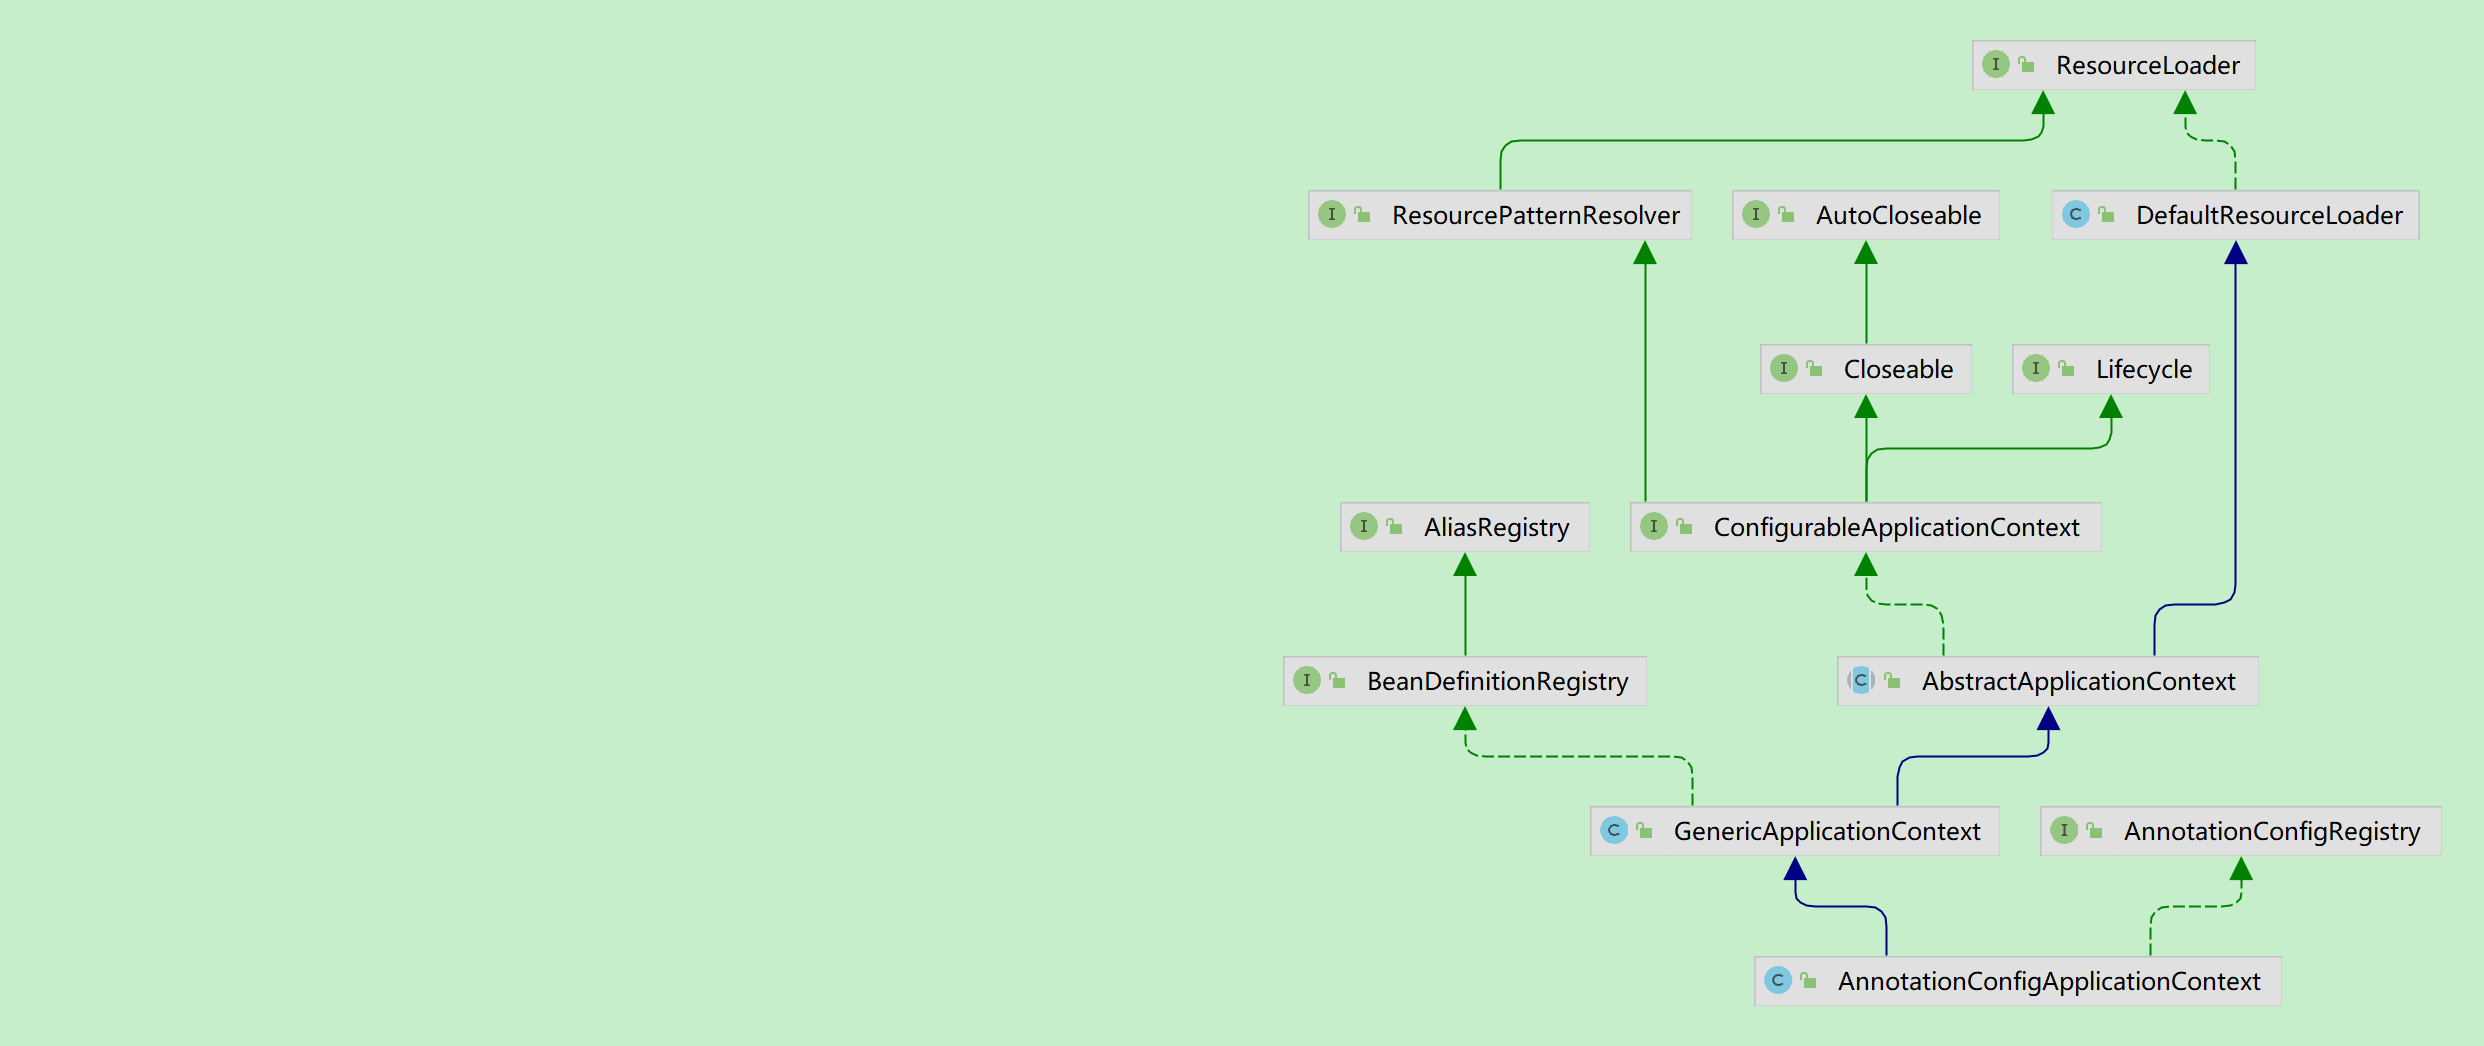 ResourceLoader
ResourcePatternResolver
AutoCloseable
DefaultResourceLoader
Closeable
Lifecycle
AliasRegistry
ConfigurableApplicationContext
BeanDefinitionRegistry
AbstractApplicationContext
GenericApplicationContext
AnnotationConfigRegistry
AnnotationConfigApplicationContext